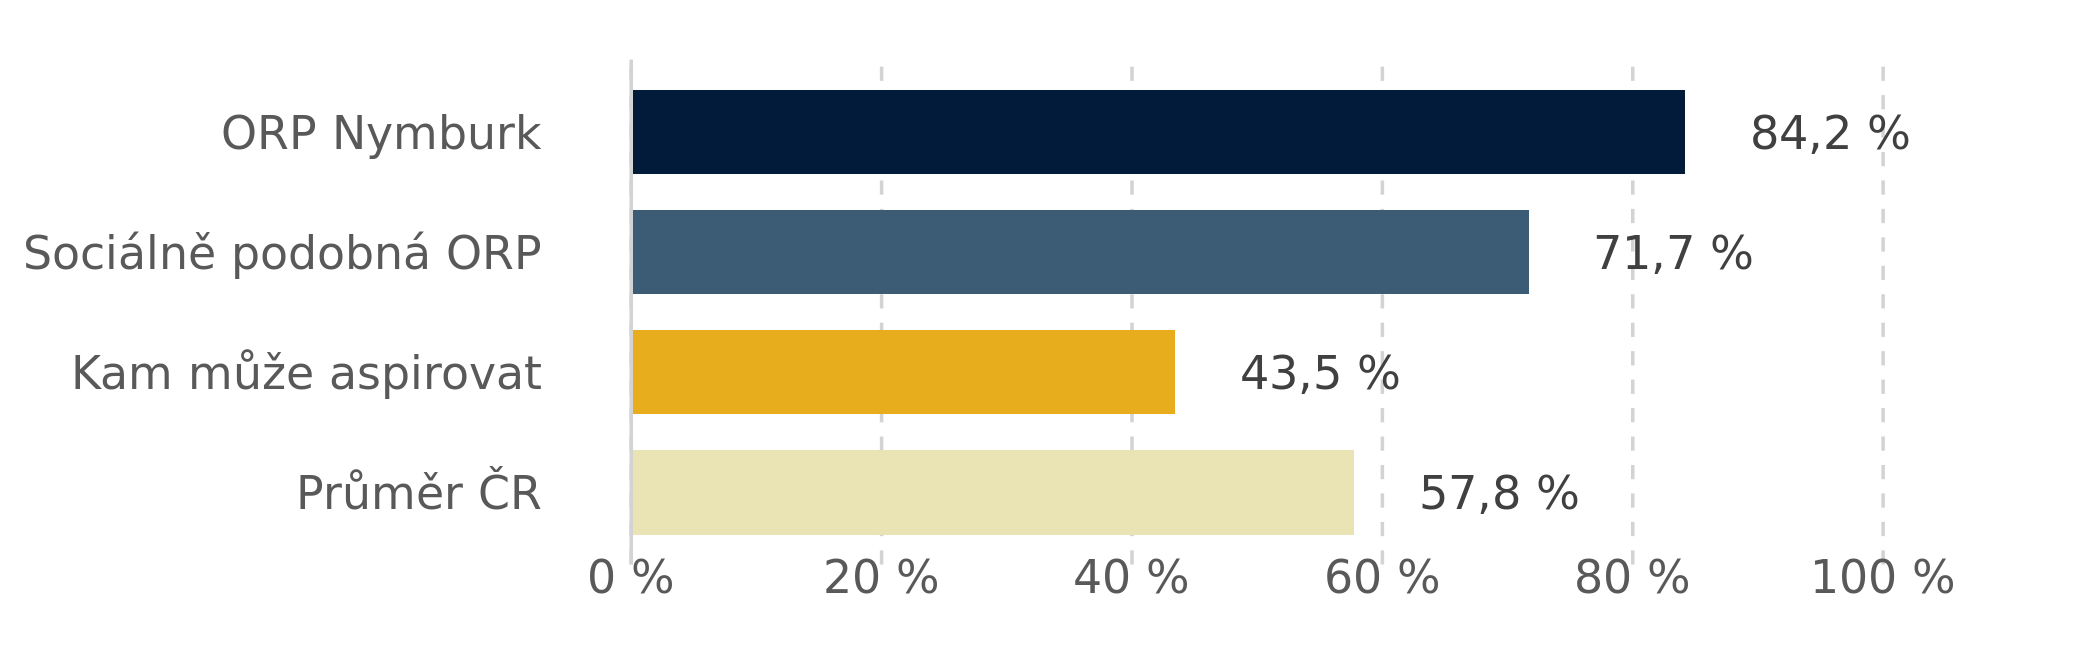 ORP Nymburk 84,2 %
Sociálně podobná ORP 71,7 %
Kam může aspirovat 43,5 %
Průměr ČR 57,8 %
0 % 20 % 40 % 60 % 80 % 100 %